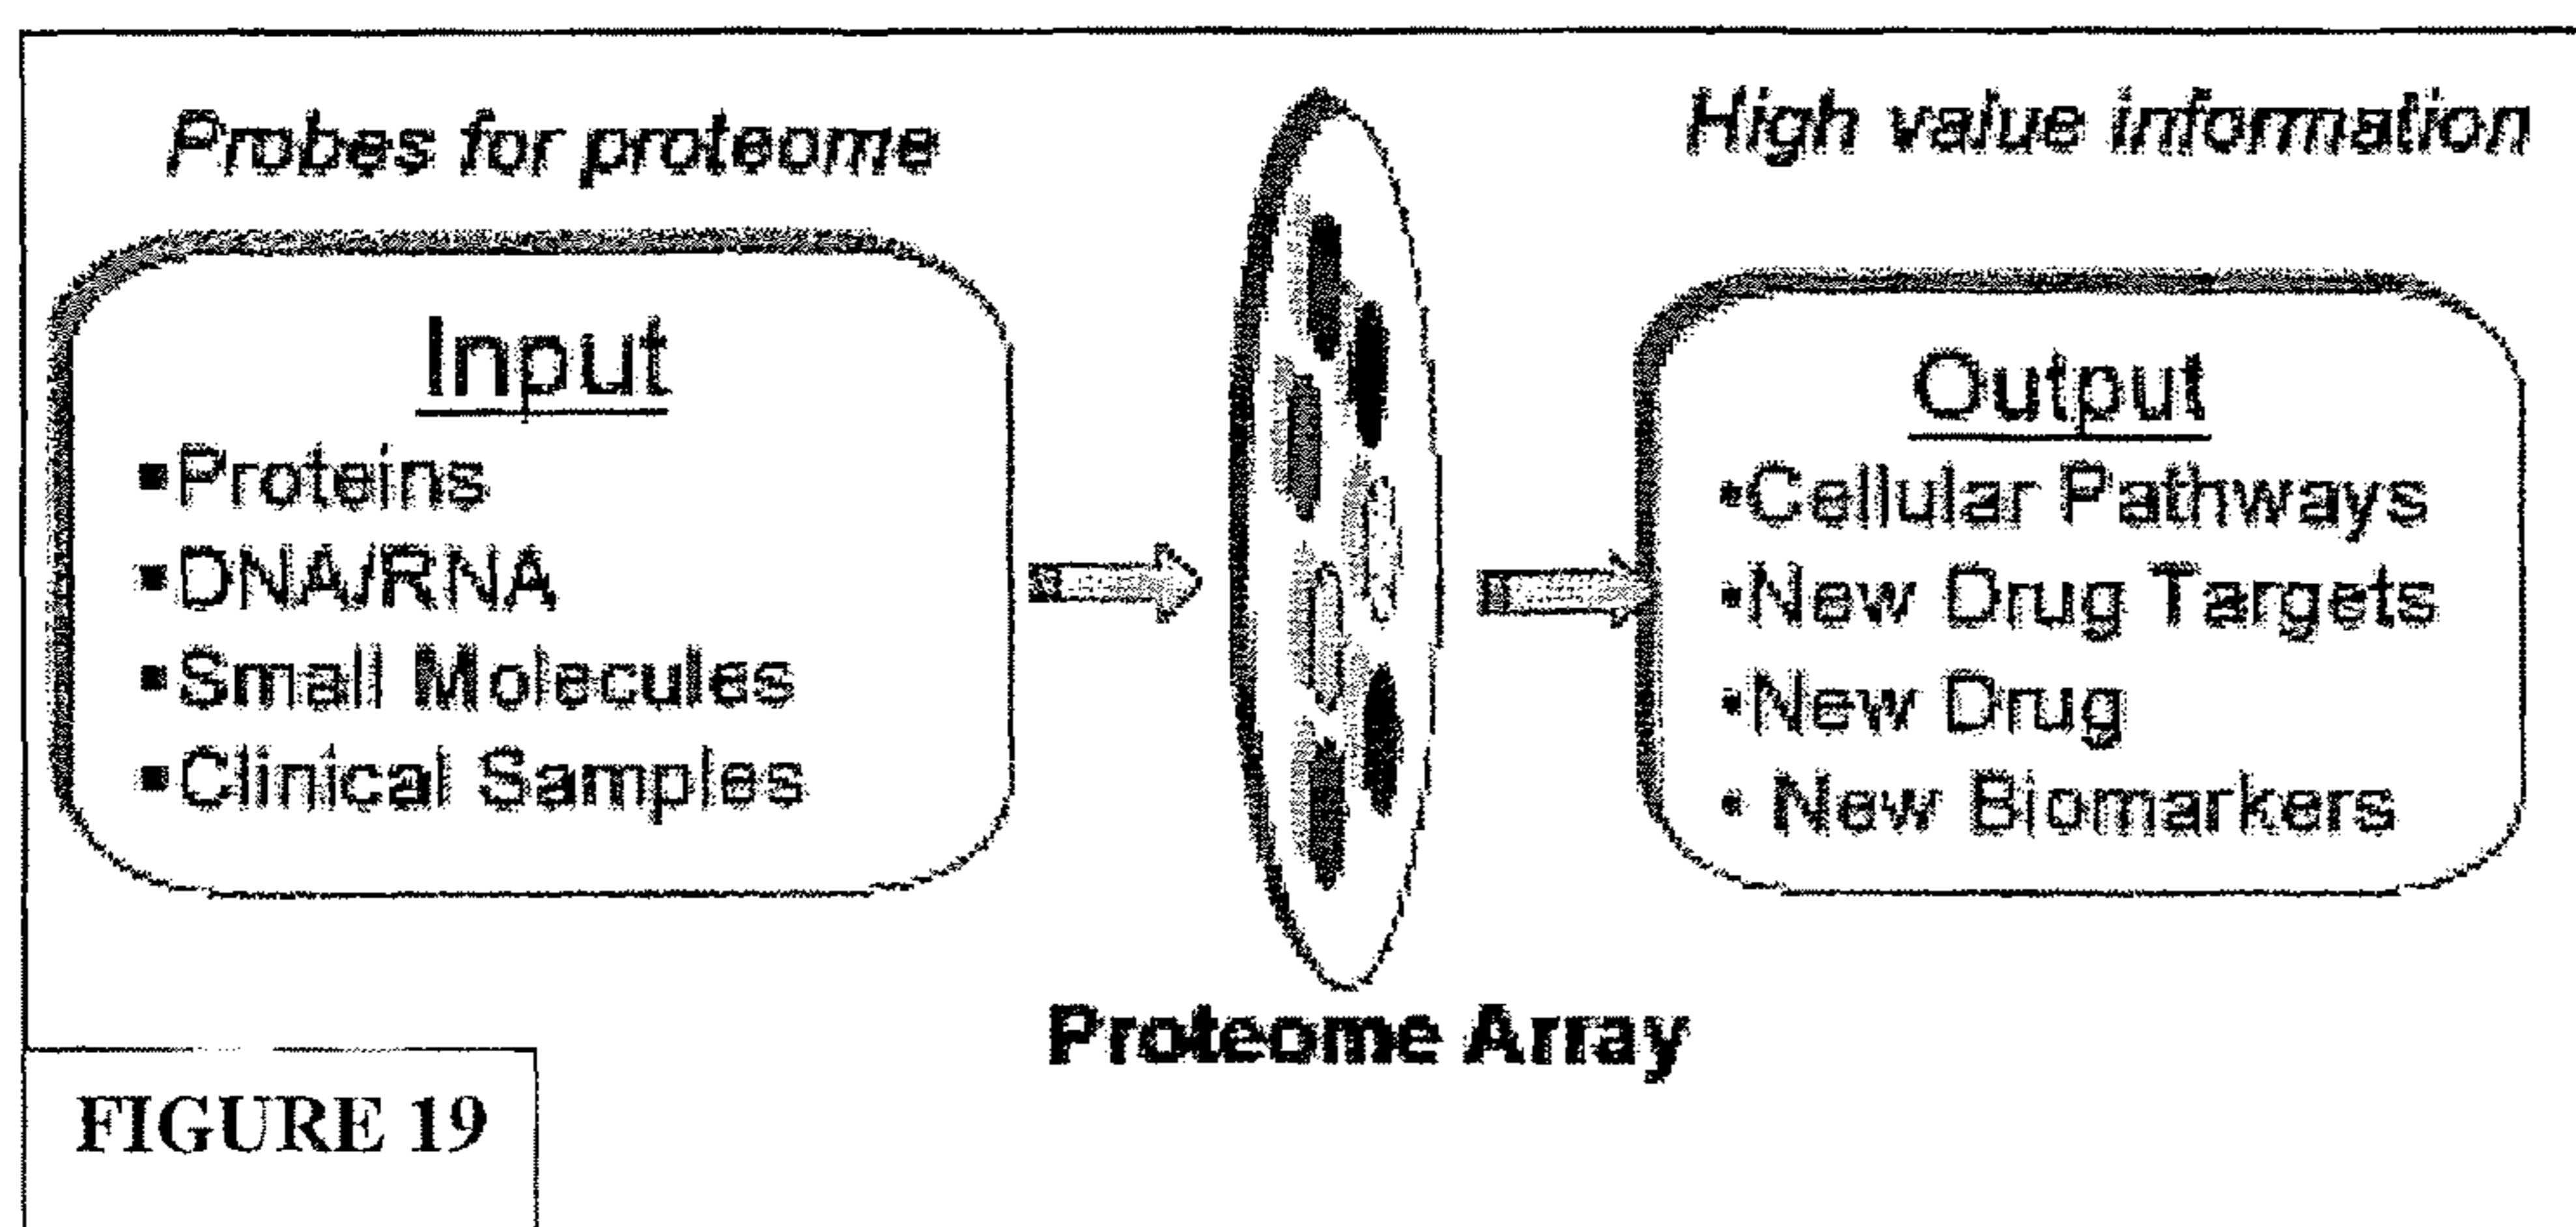 Probes for proteome
Input
▪Proteins
▪DNA/RNA
▪Small Molecules
▪Clinical Samples
Proteome Array
High value information
Output
•Cellular Pathways
•New Drug Targets
•New Drug
• New Biomarkers
FIGURE 19